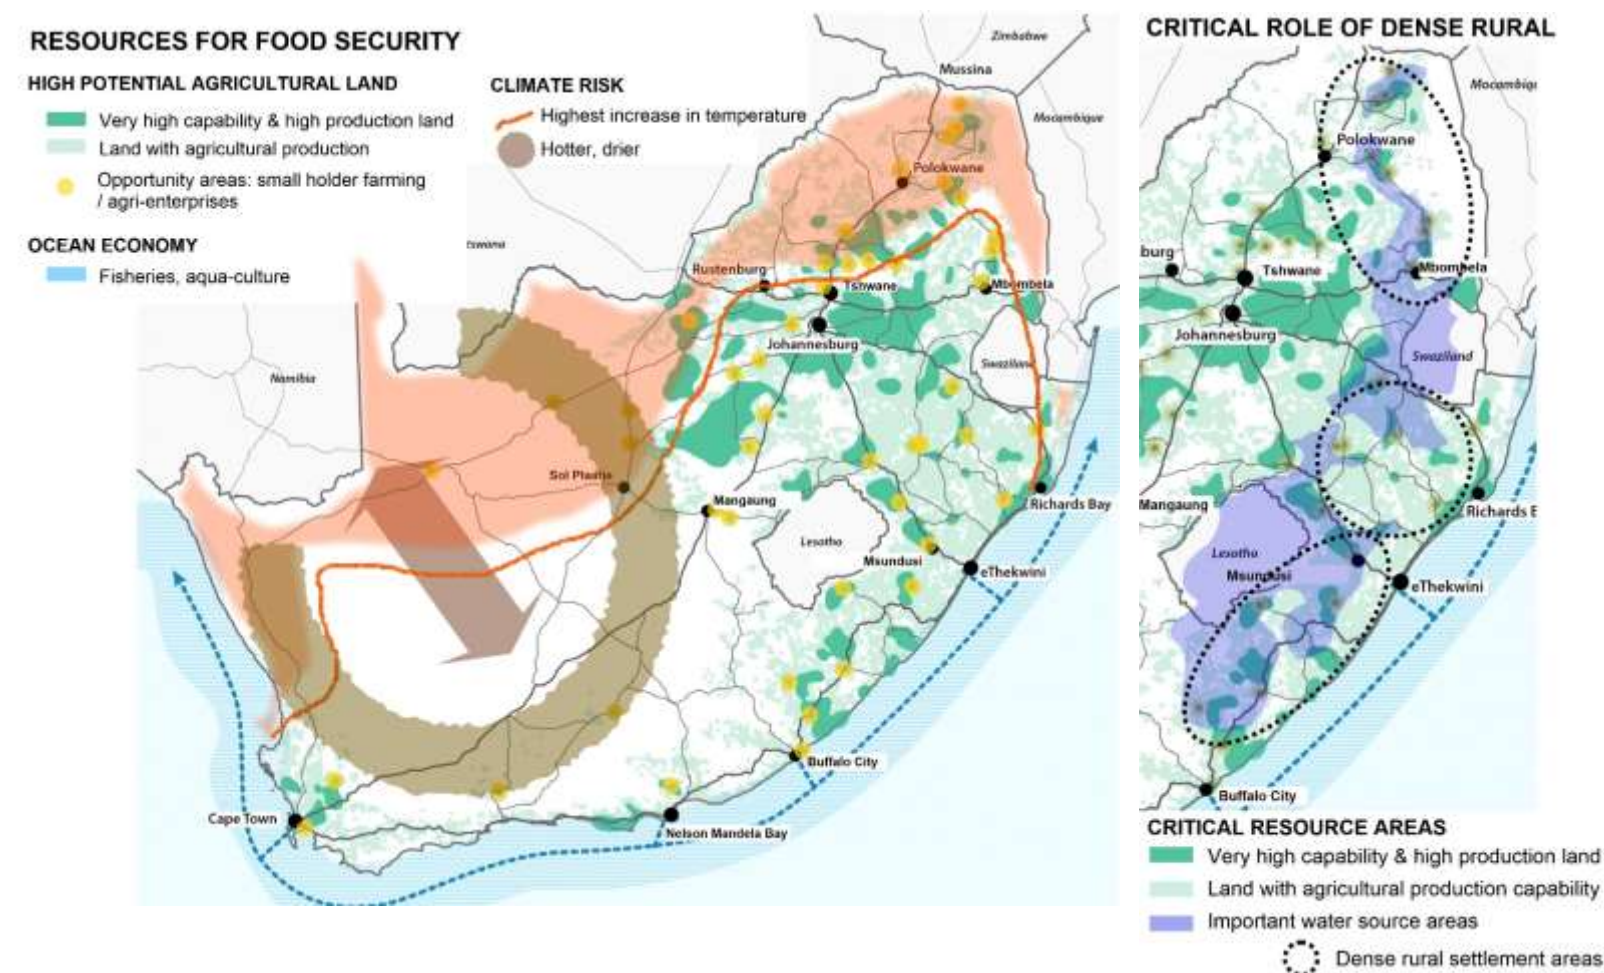 RESOURCES FOR FOOD SECURITY
HIGH POTENTIAL AGRICULTURAL LAND
Very high capability & high production land
Land with agricultural production
Opportunity areas: small holder farming
/ agri-enterprises
OCEAN ECONOMY
Fisheries, aqua-culture
CLIMATE RISK
Highest increase in temperature
Hotter, drier
Zimbabwe
Mussina
Mocambique
Polokwane
tswana
Rustenburg
Tshwane
Mbombela
Johannesburg
Swaziland
Namibia
Sol Plaatje
Mangaung
Richards Bay
Lesotho
Msundusi
eThekwini
Buffalo City
Cape Town
Nelson Mandela Bay
CRITICAL ROLE OF DENSE RURAL
Mocambiqu
Polokwane
burg
Tshwane
Mbombela
Johannesburg
Swaziland
Mangaung
Richards B
Lesotho
Msundusi
eThekwini
Buffalo City
CRITICAL RESOURCE AREAS
Very high capability & high production land
Land with agricultural production capability
Important water source areas
Dense rural settlement areas